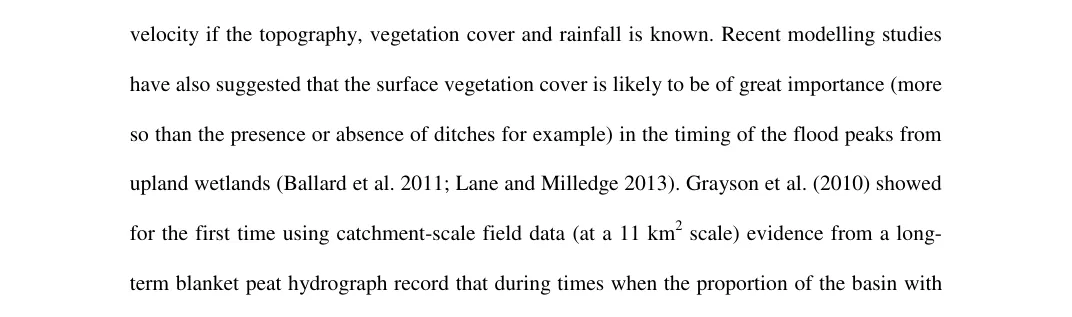 velocity if the topography, vegetation cover and rainfall is known. Recent modelling studies
have also suggested that the surface vegetation cover is likely to be of great importance (more
so than the presence or absence of ditches for example) in the timing of the flood peaks from
upland wetlands (Ballard et al. 2011; Lane and Milledge 2013). Grayson et al. (2010) showed
for the first time using catchment-scale field data (at a 11 km² scale) evidence from a long-
term blanket peat hydrograph record that during times when the proportion of the basin with